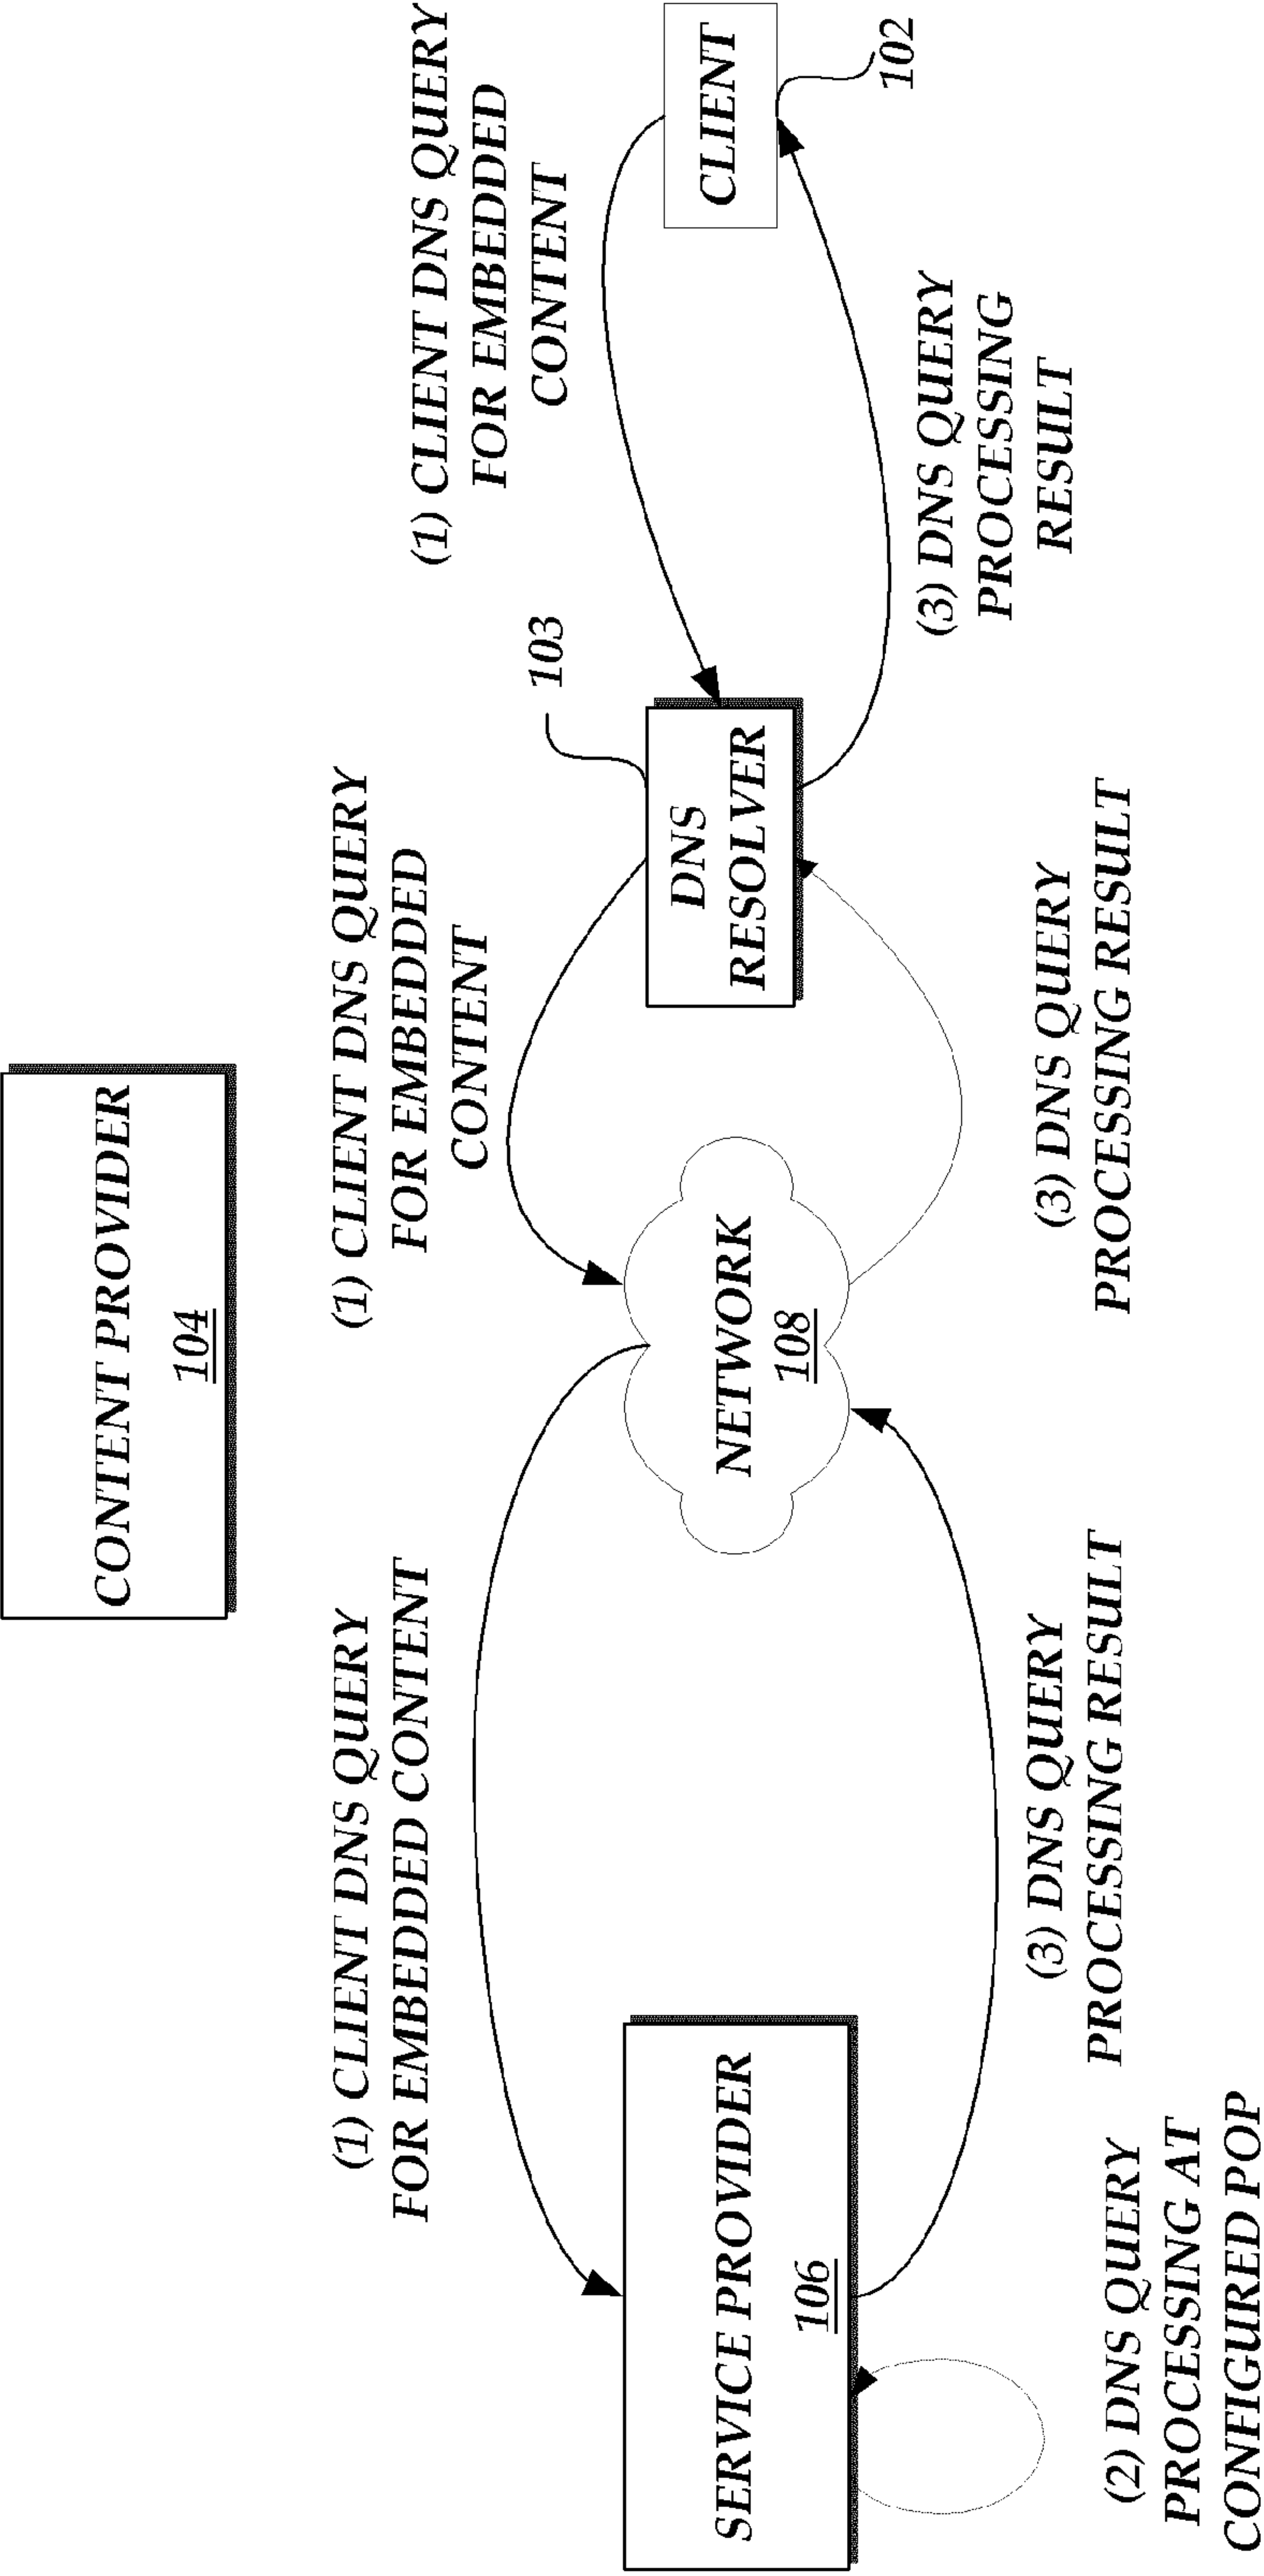 CONTENT PROVIDER
104
(1) CLIENT DNS QUERY
FOR EMBEDDED CONTENT
(1) CLIENT DNS QUERY
FOR EMBEDDED
CONTENT
(1) CLIENT DNS QUERY
FOR EMBEDDED
CONTENT
103
SERVICE PROVIDER
106
NETWORK
108
DNS
RESOLVER
CLIENT
102
(2) DNS QUERY
PROCESSING AT
CONFIGURED POP
(3) DNS QUERY
PROCESSING RESULT
(3) DNS QUERY
PROCESSING RESULT
(3) DNS QUERY
PROCESSING
RESULT